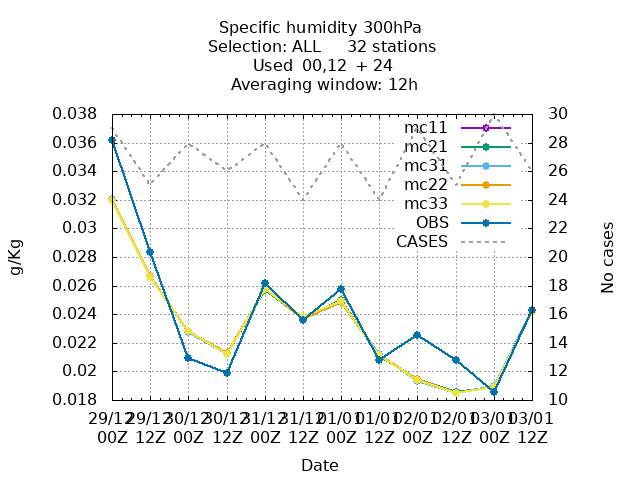 Specific humidity 300hPa
Selection: ALL 32 stations
Used 00,12 + 24
Averaging window: 12h
0.038
0.036
0.034
0.032
0.03
0.028
0.026
0.024
0.022
0.02
0.018
30
28
26
24
22
20
18
16
14
12
10
g/Kg
No cases
mc11
mc21
mc31
mc22
mc33
OBS
CASES
29/12 29/12 30/12 30/12 31/12 31/12 01/01 01/01 02/01 02/01 03/01 03/01
00Z 12Z 00Z 12Z 00Z 12Z 00Z 12Z 00Z 12Z 00Z 12Z
Date